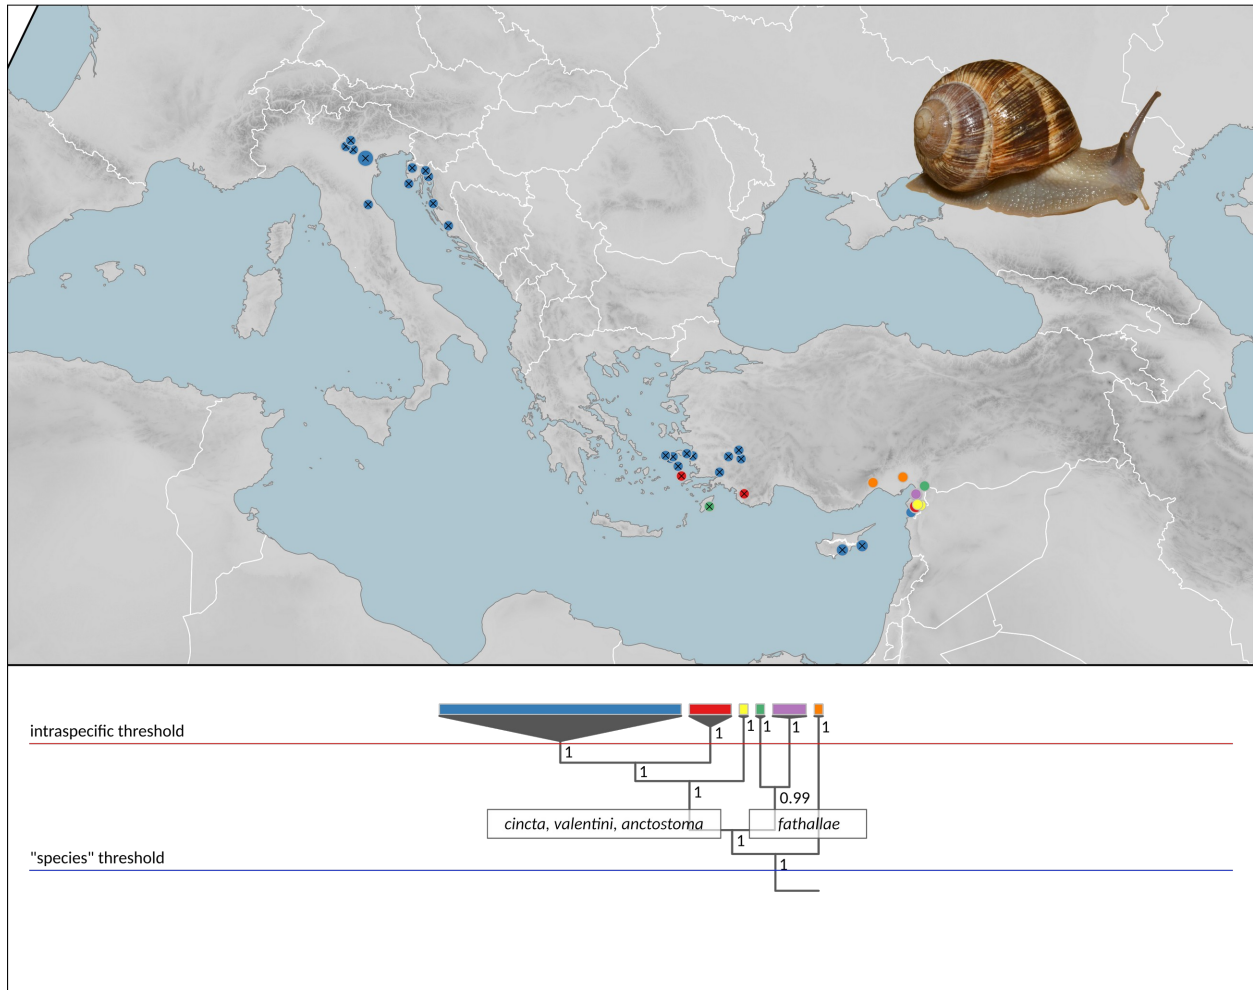 intraspecific threshold
1
1
1
1
1
1
1
1
0.99
cincta, valentini, anctostoma
fathallae
1
"species" threshold
1